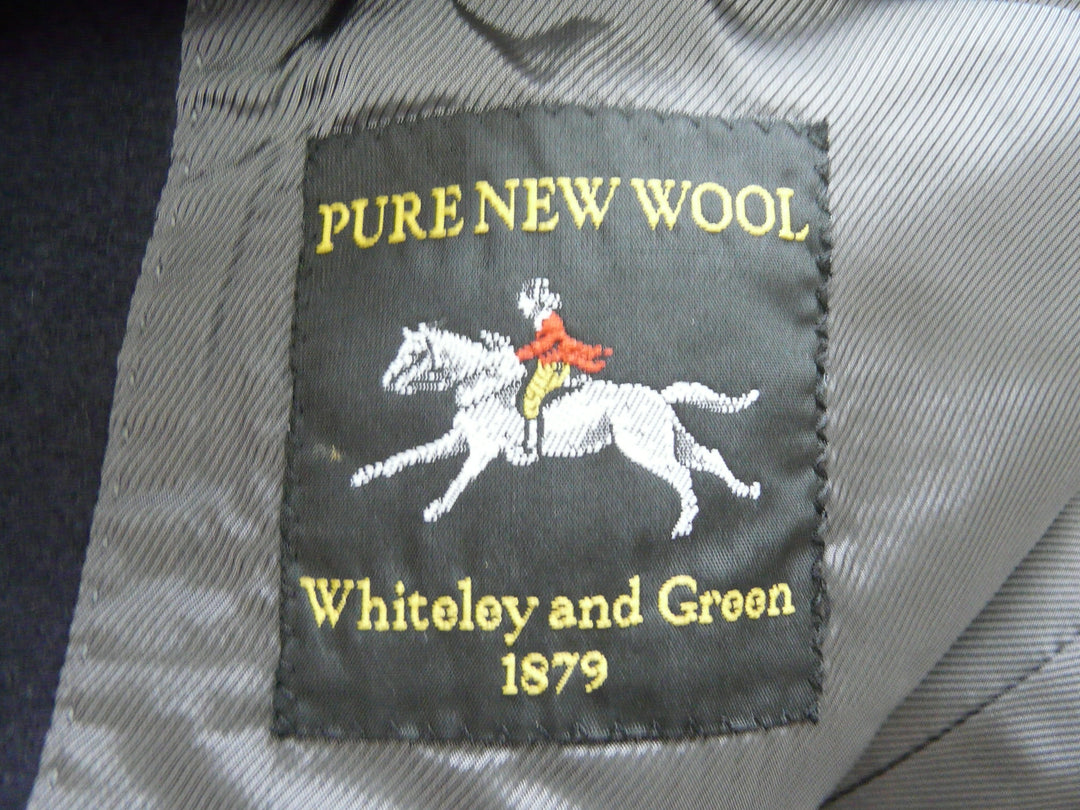 PURE NEW WOOL
Whiteley and Green
1879